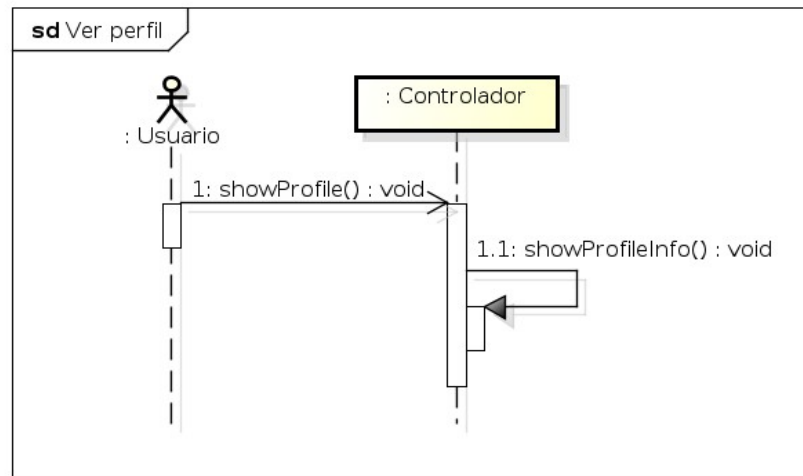 sd Ver perfil
: Usuario
: Controlador
1: showProfile() : void
1.1: showProfileInfo() : void